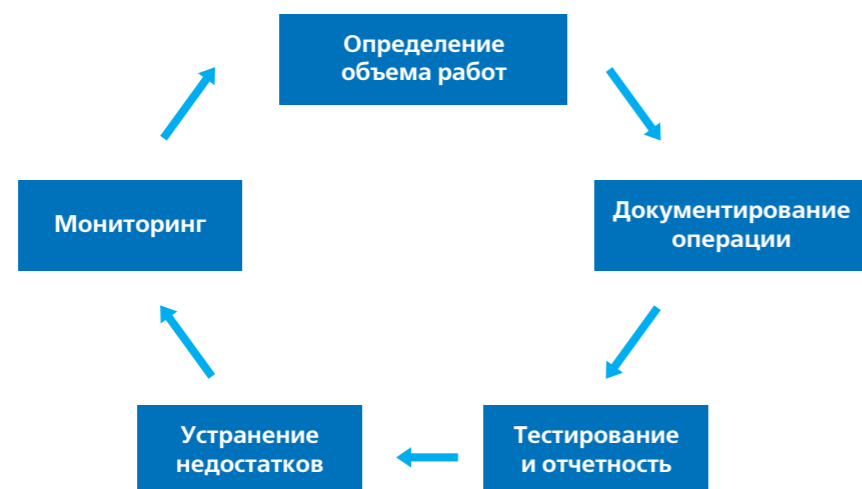 Определение
объема работ
Мониторинг
Документирование
операции
Устранение
недостатков
Тестирование
и отчетность